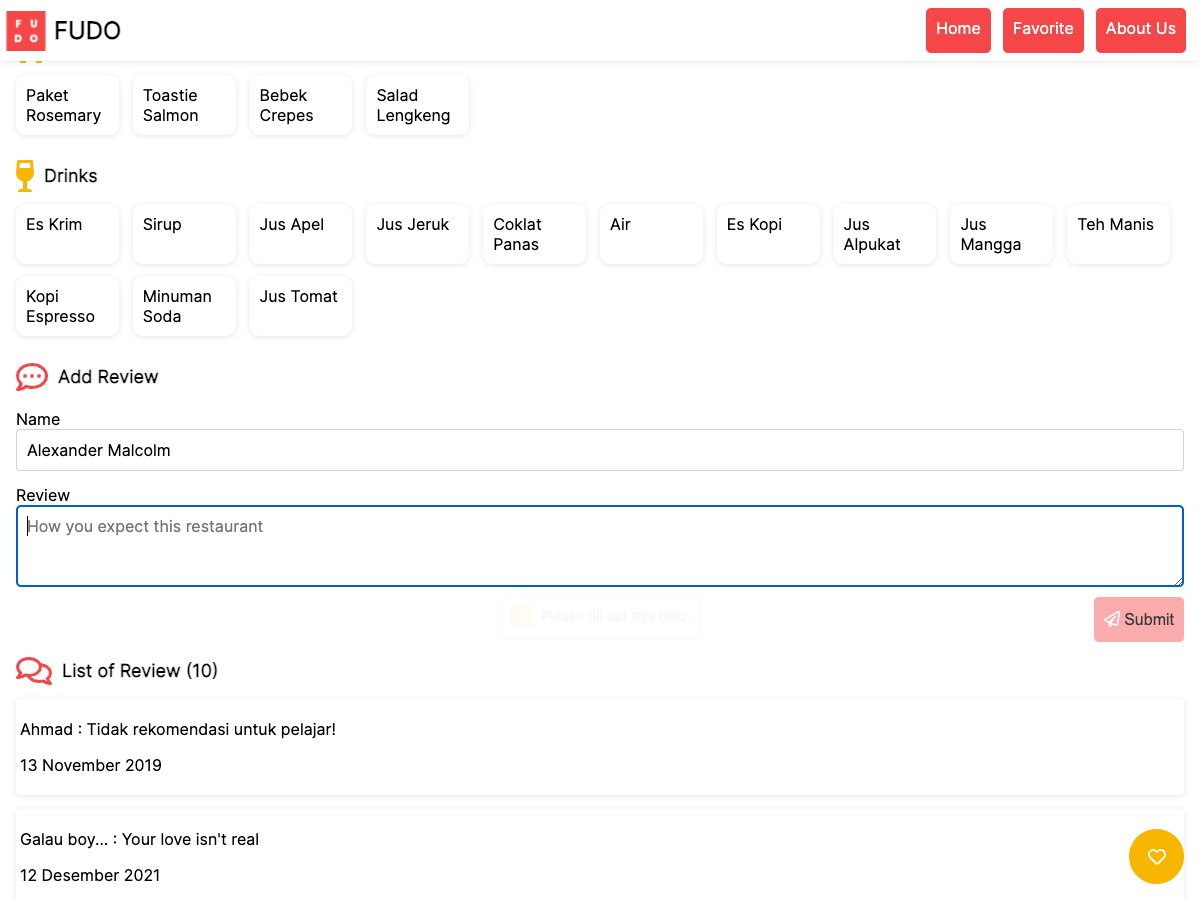 FU
DO
FUDO
Home
Favorite
About Us
Paket
Rosemary
Toastie
Salmon
Bebek
Crepes
Salad
Lengkeng
Drinks
Es Krim
Sirup
Jus Apel
Jus Jeruk
Coklat
Panas
Air
Es Kopi
Jus
Alpukat
Jus
Mangga
Teh Manis
Kopi
Espresso
Minuman
Soda
Jus Tomat
Add Review
Name
Alexander Malcolm
Review
How you expect this restaurant
Please fill out this field.
Submit
List of Review (10)
Ahmad : Tidak rekomendasi untuk pelajar!
13 November 2019
Galau boy... : Your love isn't real
12 Desember 2021